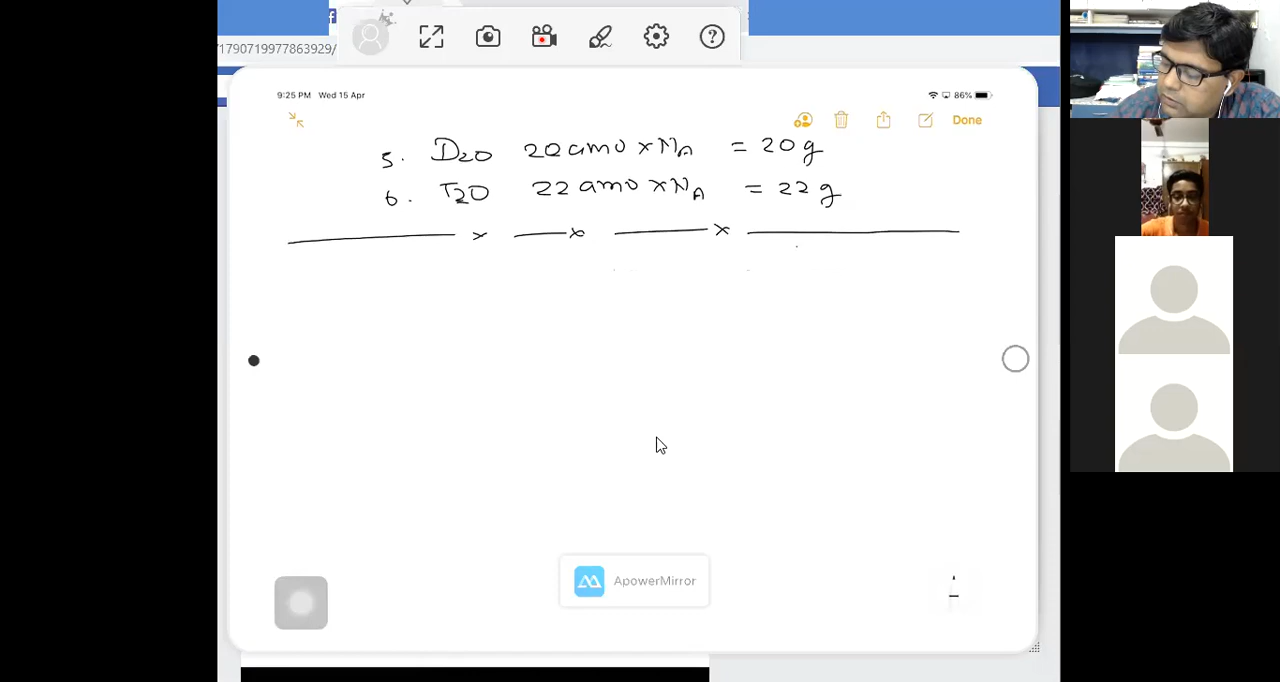 1790719977863929/
9:25 PM Wed 15 Apr
86%
Done
5. D2O 20 amu × NA = 20 g
6. T2O 22 amu × NA = 22 g
× × ×
ApowerMirror